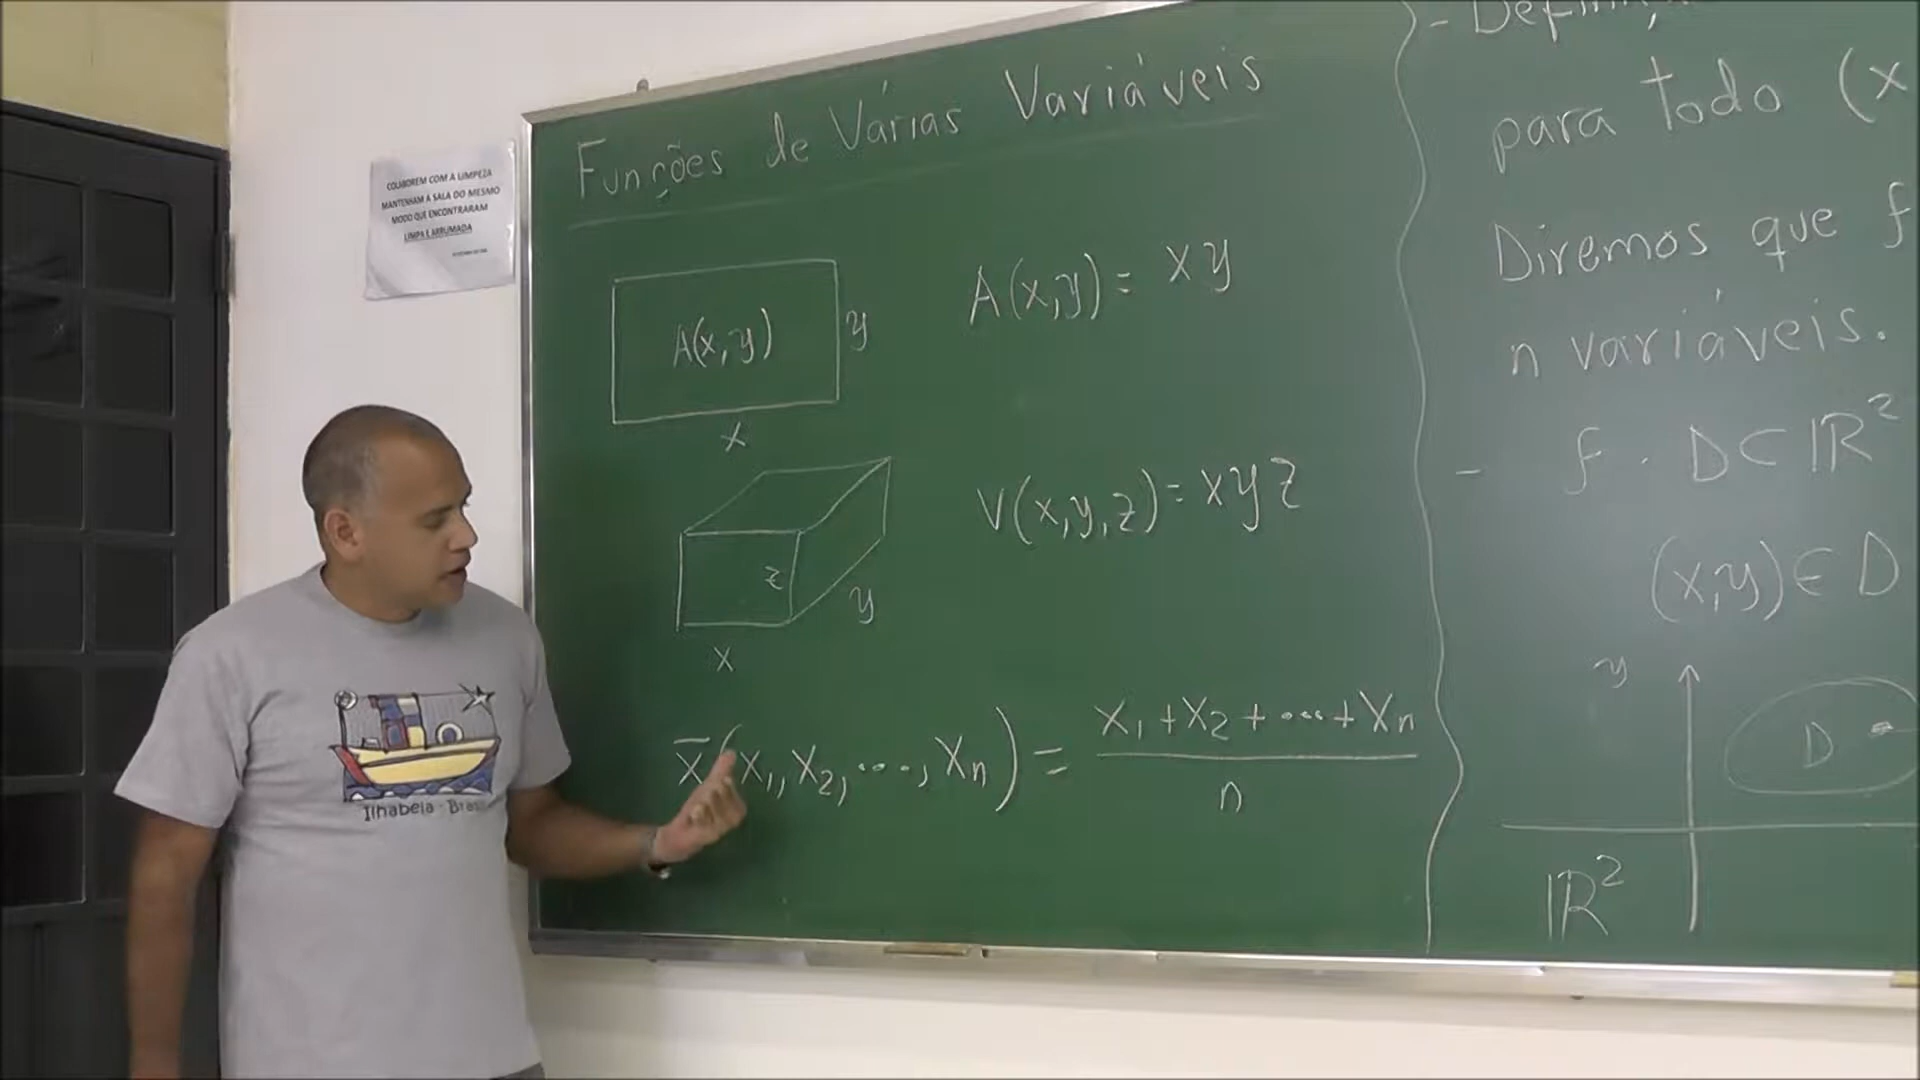 COLABOREM COM A LIMPEZA
MANTENHAM A SALA DO MESMO
MODO QUE ENCONTRARAM
LIMPA E ARRUMADA
Funções de Várias Variáveis
A(x,y)
y
x
A(x,y) = xy
z
y
x
V(x,y,z) = xyz
x̄(x₁, x₂, ...., xₙ) = (x₁ + x₂ + ... + xₙ) / n
Ilhabela - Bras
para todo (x
Diremos que f
n variáveis.
- f : D ⊂ ℝ²
(x,y) ∈ D
y
D
ℝ²